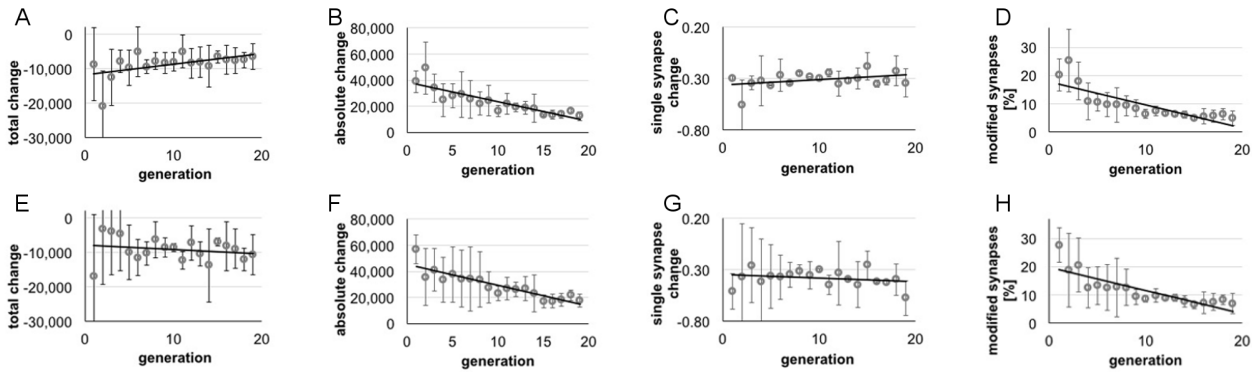 A
total change
0
-10,000
-20,000
-30,000
0
10
20
generation
B
absolute change
80,000
60,000
40,000
20,000
0
0
5
10
15
20
generation
C
single synapse
change
0.20
-0.30
-0.80
0
10
20
generation
D
modified synapses
[%]
30
20
10
0
0
10
20
generation
E
total change
0
-10,000
-20,000
-30,000
0
10
20
generation
F
absolute change
80,000
60,000
40,000
20,000
0
0
5
10
15
20
generation
G
single synapse
change
0.20
-0.30
-0.80
0
10
20
generation
H
modified synapses
[%]
30
20
10
0
0
10
20
generation